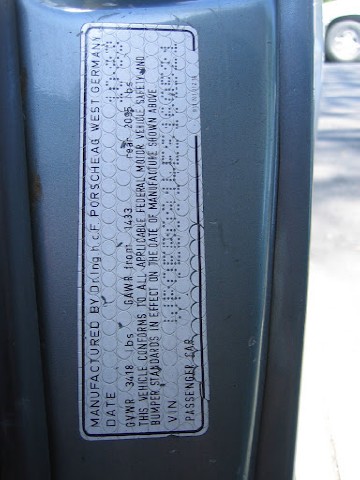 MANUFACTURED BY Dr.Ing.h.c.F. PORSCHE AG WEST GERMANY
DATE
GVWR 3418 lbs GAWR front 1433 rear 2095 lbs
THIS VEHICLE CONFORMS TO ALL APPLICABLE FEDERAL MOTOR VEHICLE SAFETY AND
BUMPER STANDARDS IN EFFECT ON THE DATE OF MANUFACTURE SHOWN ABOVE
VIN
PASSENGER CAR